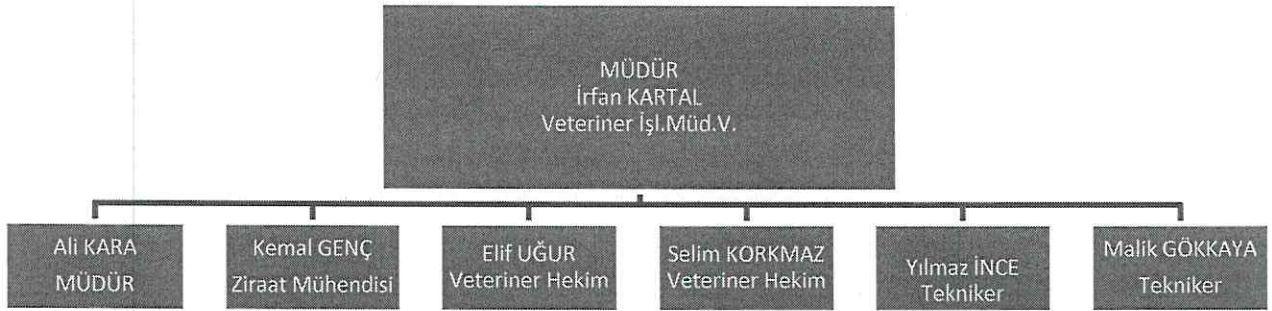 MÜDÜR
İrfan KARTAL
Veteriner İşl.Müd.V.
Ali KARA
MÜDÜR
Kemal GENÇ
Ziraat Mühendisi
Elif UĞUR
Veteriner Hekim
Selim KORKMAZ
Veteriner Hekim
Yılmaz İNCE
Tekniker
Malik GÖKKAYA
Tekniker